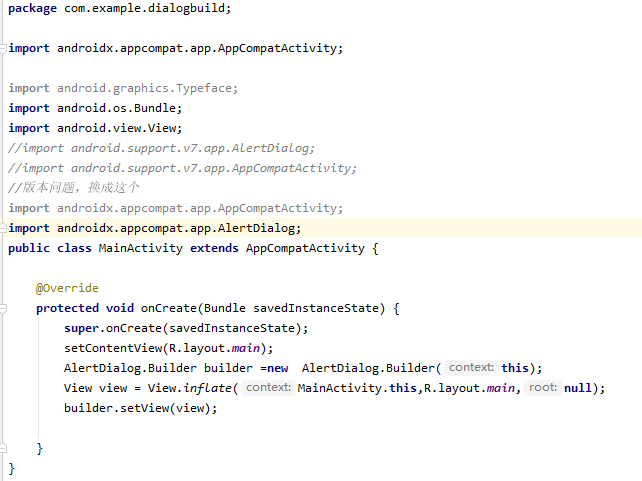 package com.example.dialogbuild;
import androidx.appcompat.app.AppCompatActivity;
import android.graphics.Typeface;
import android.os.Bundle;
import android.view.View;
//import android.support.v7.app.AlertDialog;
//import android.support.v7.app.AppCompatActivity;
//版本问题，换成这个
import androidx.appcompat.app.AppCompatActivity;
import androidx.appcompat.app.AlertDialog;
public class MainActivity extends AppCompatActivity {
@Override
protected void onCreate(Bundle savedInstanceState) {
super.onCreate(savedInstanceState);
setContentView(R.layout.main);
AlertDialog.Builder builder =new  AlertDialog.Builder( context: this);
View view = View.inflate( context: MainActivity.this,R.layout.main, root: null);
builder.setView(view);
}
}